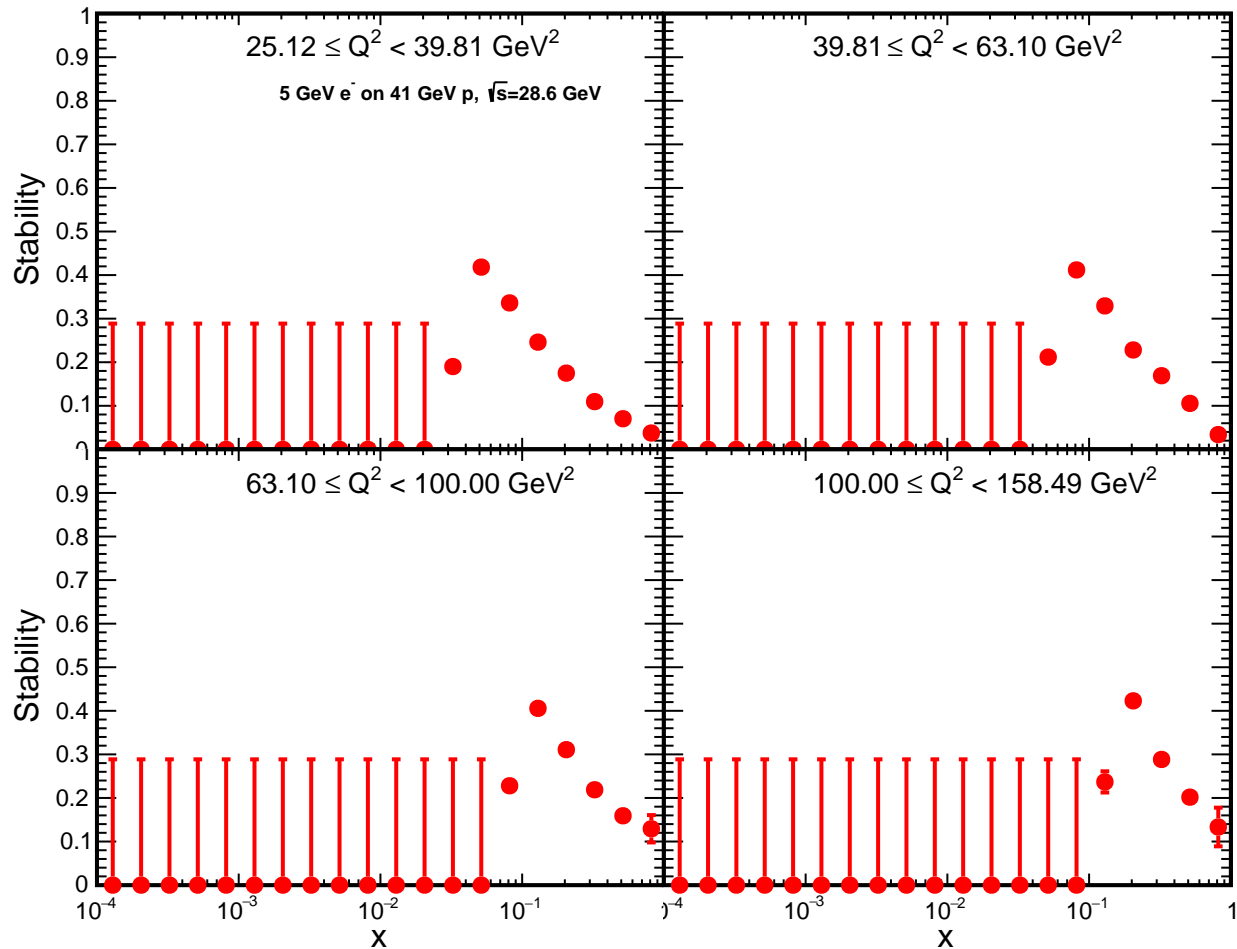 25.12 ≤ Q² < 39.81 GeV²
5 GeV e⁻ on 41 GeV p, √s=28.6 GeV
Stability
1
0.9
0.8
0.7
0.6
0.5
0.4
0.3
0.2
0.1
0
39.81 ≤ Q² < 63.10 GeV²
63.10 ≤ Q² < 100.00 GeV²
Stability
1
0.9
0.8
0.7
0.6
0.5
0.4
0.3
0.2
0.1
0
10⁻⁴ 10⁻³ 10⁻² 10⁻¹
x
100.00 ≤ Q² < 158.49 GeV²
10⁻³ 10⁻² 10⁻¹ 1
x